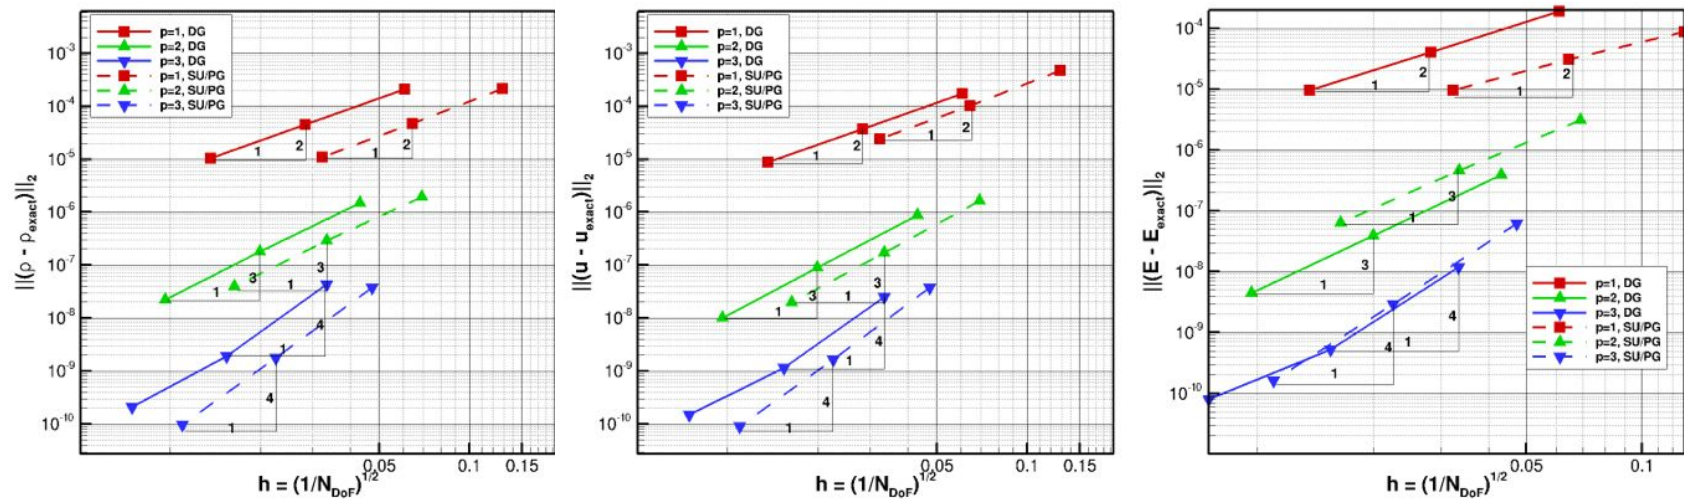 p=1, DG
p=2, DG
p=3, DG
p=1, SU/PG
p=2, SU/PG
p=3, SU/PG
10⁻³
10⁻⁴
10⁻⁵
10⁻⁶
10⁻⁷
10⁻⁸
10⁻⁹
10⁻¹⁰
||(ρ - ρexact)||₂
1
2
1
2
1
3
1
3
1
4
1
4
0.05
0.1
0.15
h = (1/N_DoF)^1/2
p=1, DG
p=2, DG
p=3, DG
p=1, SU/PG
p=2, SU/PG
p=3, SU/PG
10⁻³
10⁻⁴
10⁻⁵
10⁻⁶
10⁻⁷
10⁻⁸
10⁻⁹
10⁻¹⁰
||(u - uexact)||₂
1
2
1
2
1
3
1
3
1
4
1
4
0.05
0.1
0.15
h = (1/N_DoF)^1/2
10⁻⁴
10⁻⁵
10⁻⁶
10⁻⁷
10⁻⁸
10⁻⁹
10⁻¹⁰
||(E - Eexact)||₂
1
2
1
2
1
3
1
3
1
4
1
4
p=1, DG
p=2, DG
p=3, DG
p=1, SU/PG
p=2, SU/PG
p=3, SU/PG
0.05
0.1
h = (1/N_DoF)^1/2